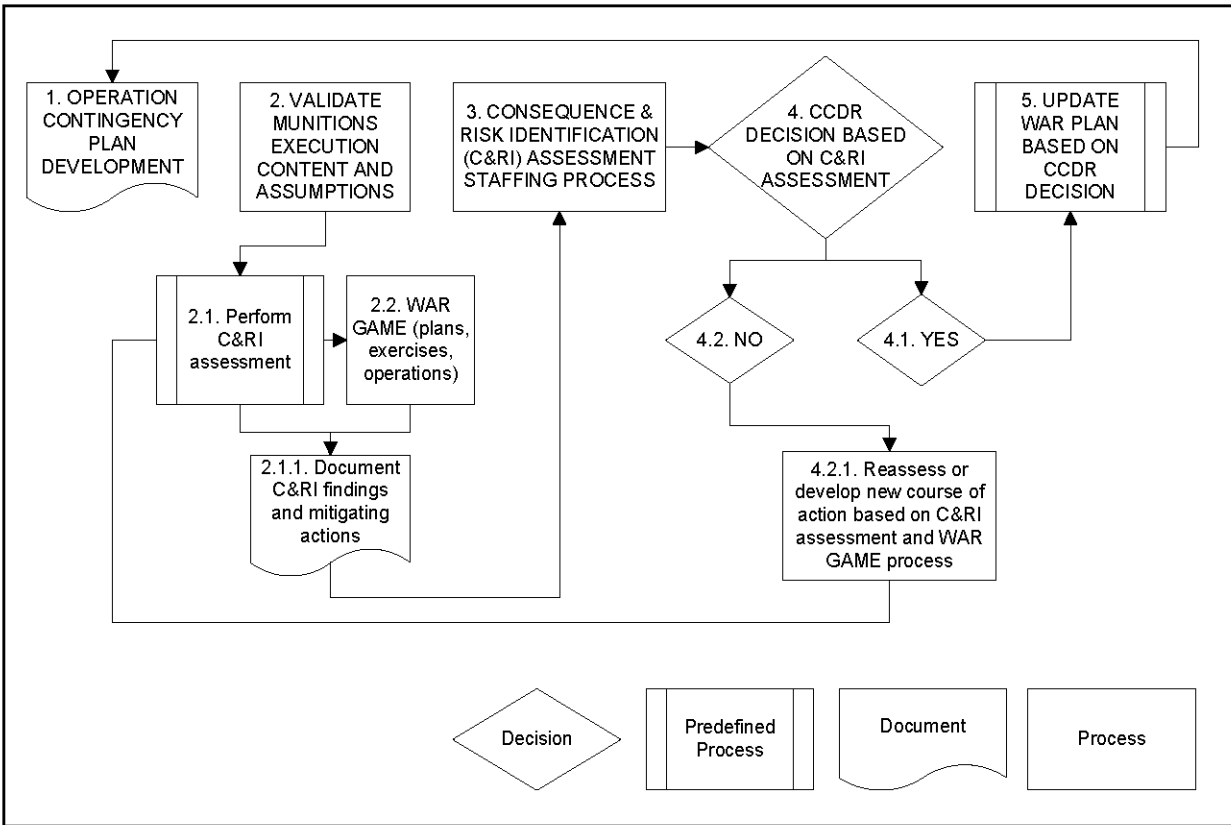 1. OPERATION
CONTINGENCY
PLAN
DEVELOPMENT
2. VALIDATE
MUNITIONS
EXECUTION
CONTENT AND
ASSUMPTIONS
3. CONSEQUENCE &
RISK IDENTIFICATION
(C&RI) ASSESSMENT
STAFFING PROCESS
4. CCDR
DECISION BASED
ON C&RI
ASSESSMENT
5. UPDATE
WAR PLAN
BASED ON
CCDR
DECISION
2.1. Perform
C&RI
assessment
2.2. WAR
GAME (plans,
exercises,
operations)
4.2. NO
4.1. YES
2.1.1. Document
C&RI findings
and mitigating
actions
4.2.1. Reassess or
develop new course of
action based on C&RI
assessment and WAR
GAME process
Decision
Predefined
Process
Document
Process